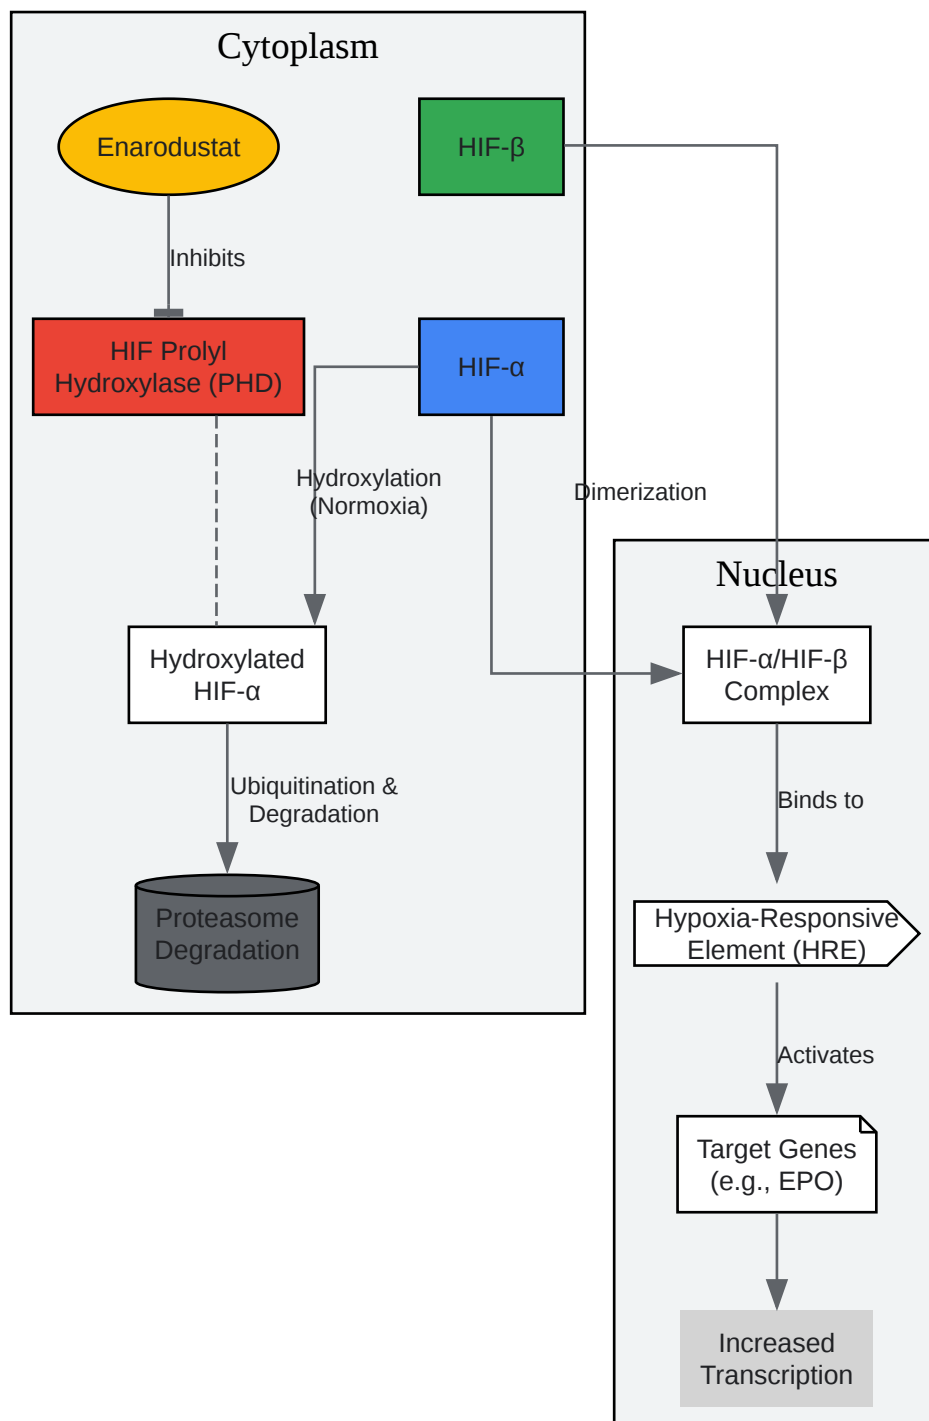 Cytoplasm
Enarodustat
HIF-β
Inhibits
HIF Prolyl
Hydroxylase (PHD)
HIF-α
Hydroxylation
(Normoxia)
Dimerization
Nucleus
Hydroxylated
HIF-α
HIF-α/HIF-β
Complex
Ubiquitination &
Degradation
Binds to
Proteasome
Degradation
Hypoxia-Responsive
Element (HRE)
Activates
Target Genes
(e.g., EPO)
Increased
Transcription